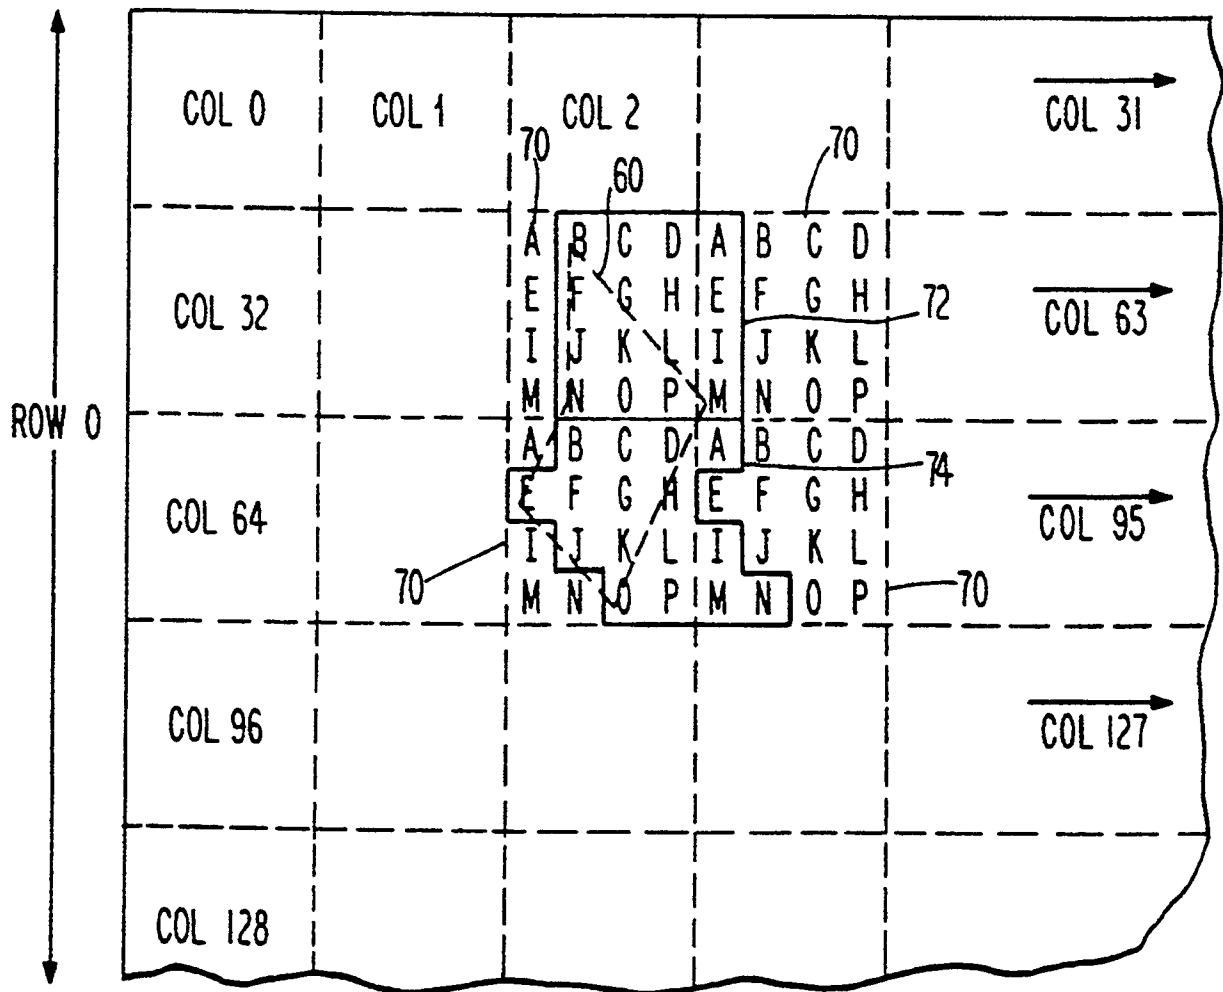 COL 0 COL 1 COL 2 COL 31
70 60 70
A B C D A B C D
E F G H E F G H
COL 32 COL 63
72
I J K L I J K L
M N O P M N O P
ROW 0
A B C D A B C D
74
E F G H E F G H
COL 64 COL 95
I J K L I J K L
70 M N O P M N O P 70
COL 96 COL 127
COL 128